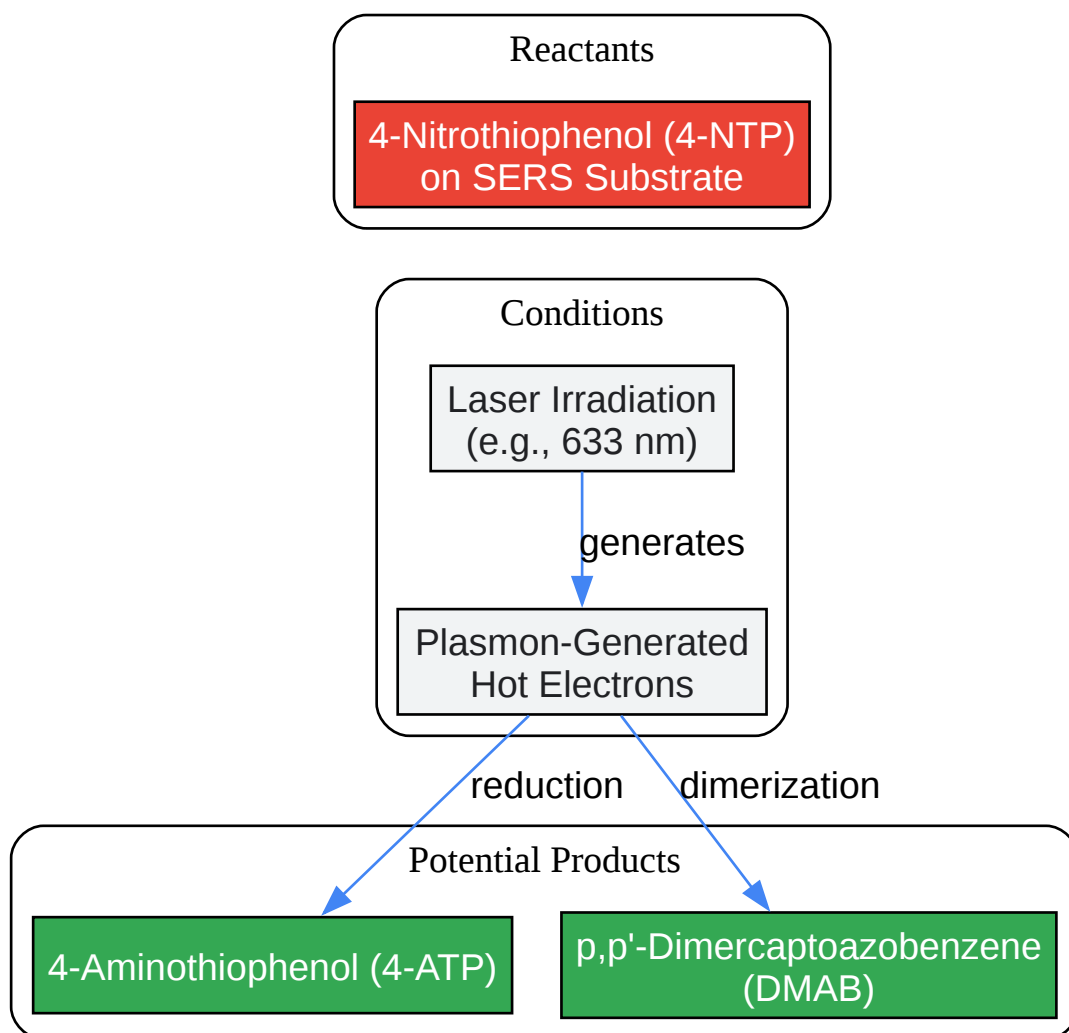 Reactants
4-Nitrothiophenol (4-NTP)
on SERS Substrate
Conditions
Laser Irradiation
(e.g., 633 nm)
generates
Plasmon-Generated
Hot Electrons
reduction
dimerization
Potential Products
4-Aminothiophenol (4-ATP)
p,p'-Dimercaptoazobenzene
(DMAB)